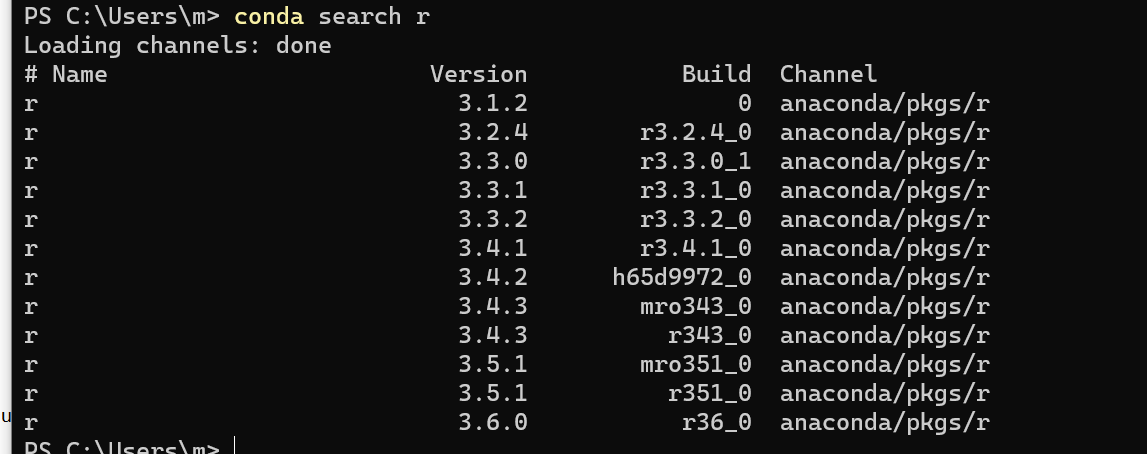 PS C:\Users\m> conda search r
Loading channels: done
# Name Version Build Channel
r 3.1.2 0 anaconda/pkgs/r
r 3.2.4 r3.2.4_0 anaconda/pkgs/r
r 3.3.0 r3.3.0_1 anaconda/pkgs/r
r 3.3.1 r3.3.1_0 anaconda/pkgs/r
r 3.3.2 r3.3.2_0 anaconda/pkgs/r
r 3.4.1 r3.4.1_0 anaconda/pkgs/r
r 3.4.2 h65d9972_0 anaconda/pkgs/r
r 3.4.3 mro343_0 anaconda/pkgs/r
r 3.4.3 r343_0 anaconda/pkgs/r
r 3.5.1 mro351_0 anaconda/pkgs/r
r 3.5.1 r351_0 anaconda/pkgs/r
u
r 3.6.0 r36_0 anaconda/pkgs/r
PS C:\Users\m>